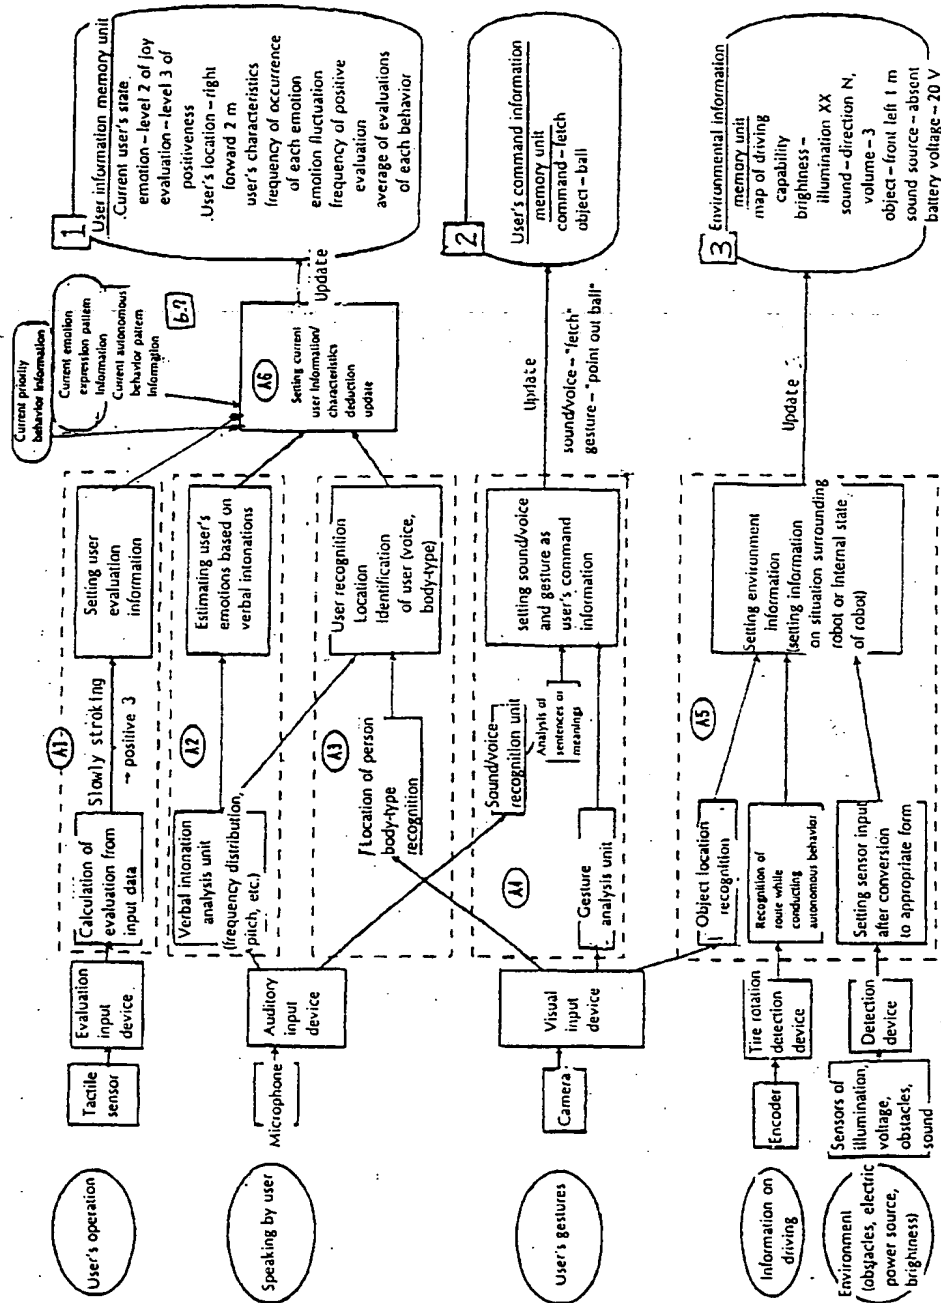 User's operation
Tactile
sensor
Evaluation
input
device
Calculation of
evaluation from
input data
A1
Slowly stroking
→ positive 3
Setting user
evaluation
information
Current priority
behavior information
Current emotion
expression pattern
Information
Current autonomous
behavior pattern
Information
6.7
A6
Setting current
user Information/
characteristics
deduction
update
Update
1
User information memory unit
.Current user's state
emotion – level 2 of joy
evaluation – level 3 of
positiveness
.User's location – right
forward 2 m
user's characteristics
frequency of occurrence
of each emotion
emotion fluctuation
frequency of positive
evaluation
average of evaluations
of each behavior
Speaking by user
Microphone
Auditory
input
device
Verbal intonation
analysis unit
(frequency distribution,
pitch, etc.)
A2
Estimating user's
emotions based on
verbal intonations
A3
Location of person
body-type
recognition
User recognition
Location
Identification
of user (voice,
body-type)
User's gestures
Camera
Visual
input
device
A4
Sound/voice
recognition unit
Analysis of
sentences or
meanings
Gesture
analysis unit
setting sound/voice
and gesture as
user's command
information
Update
sound/voice – "fetch"
gesture – "point out ball"
2
User's command information
memory unit
command – fetch
object – ball
Information on
driving
Encoder
Tire rotation
detection
device
Object location
recognition
Recognition of
route while
conducting
autonomous behavior
A5
Setting environment
Information
(setting information
on situation surrounding
robot or Internal state
of robot)
Update
3
Environmental information
memory unit
map of driving
capability
brightness –
illumination XX
sound – direction N,
volume – 3
object – front left 1 m
sound source – absent
battery voltage – 20 V
Environment
(obstacles, electric
power source,
brightness)
Sensors of
illumination,
voltage,
obstacles,
sound
Detection
device
Setting sensor input
after conversion
to appropriate form